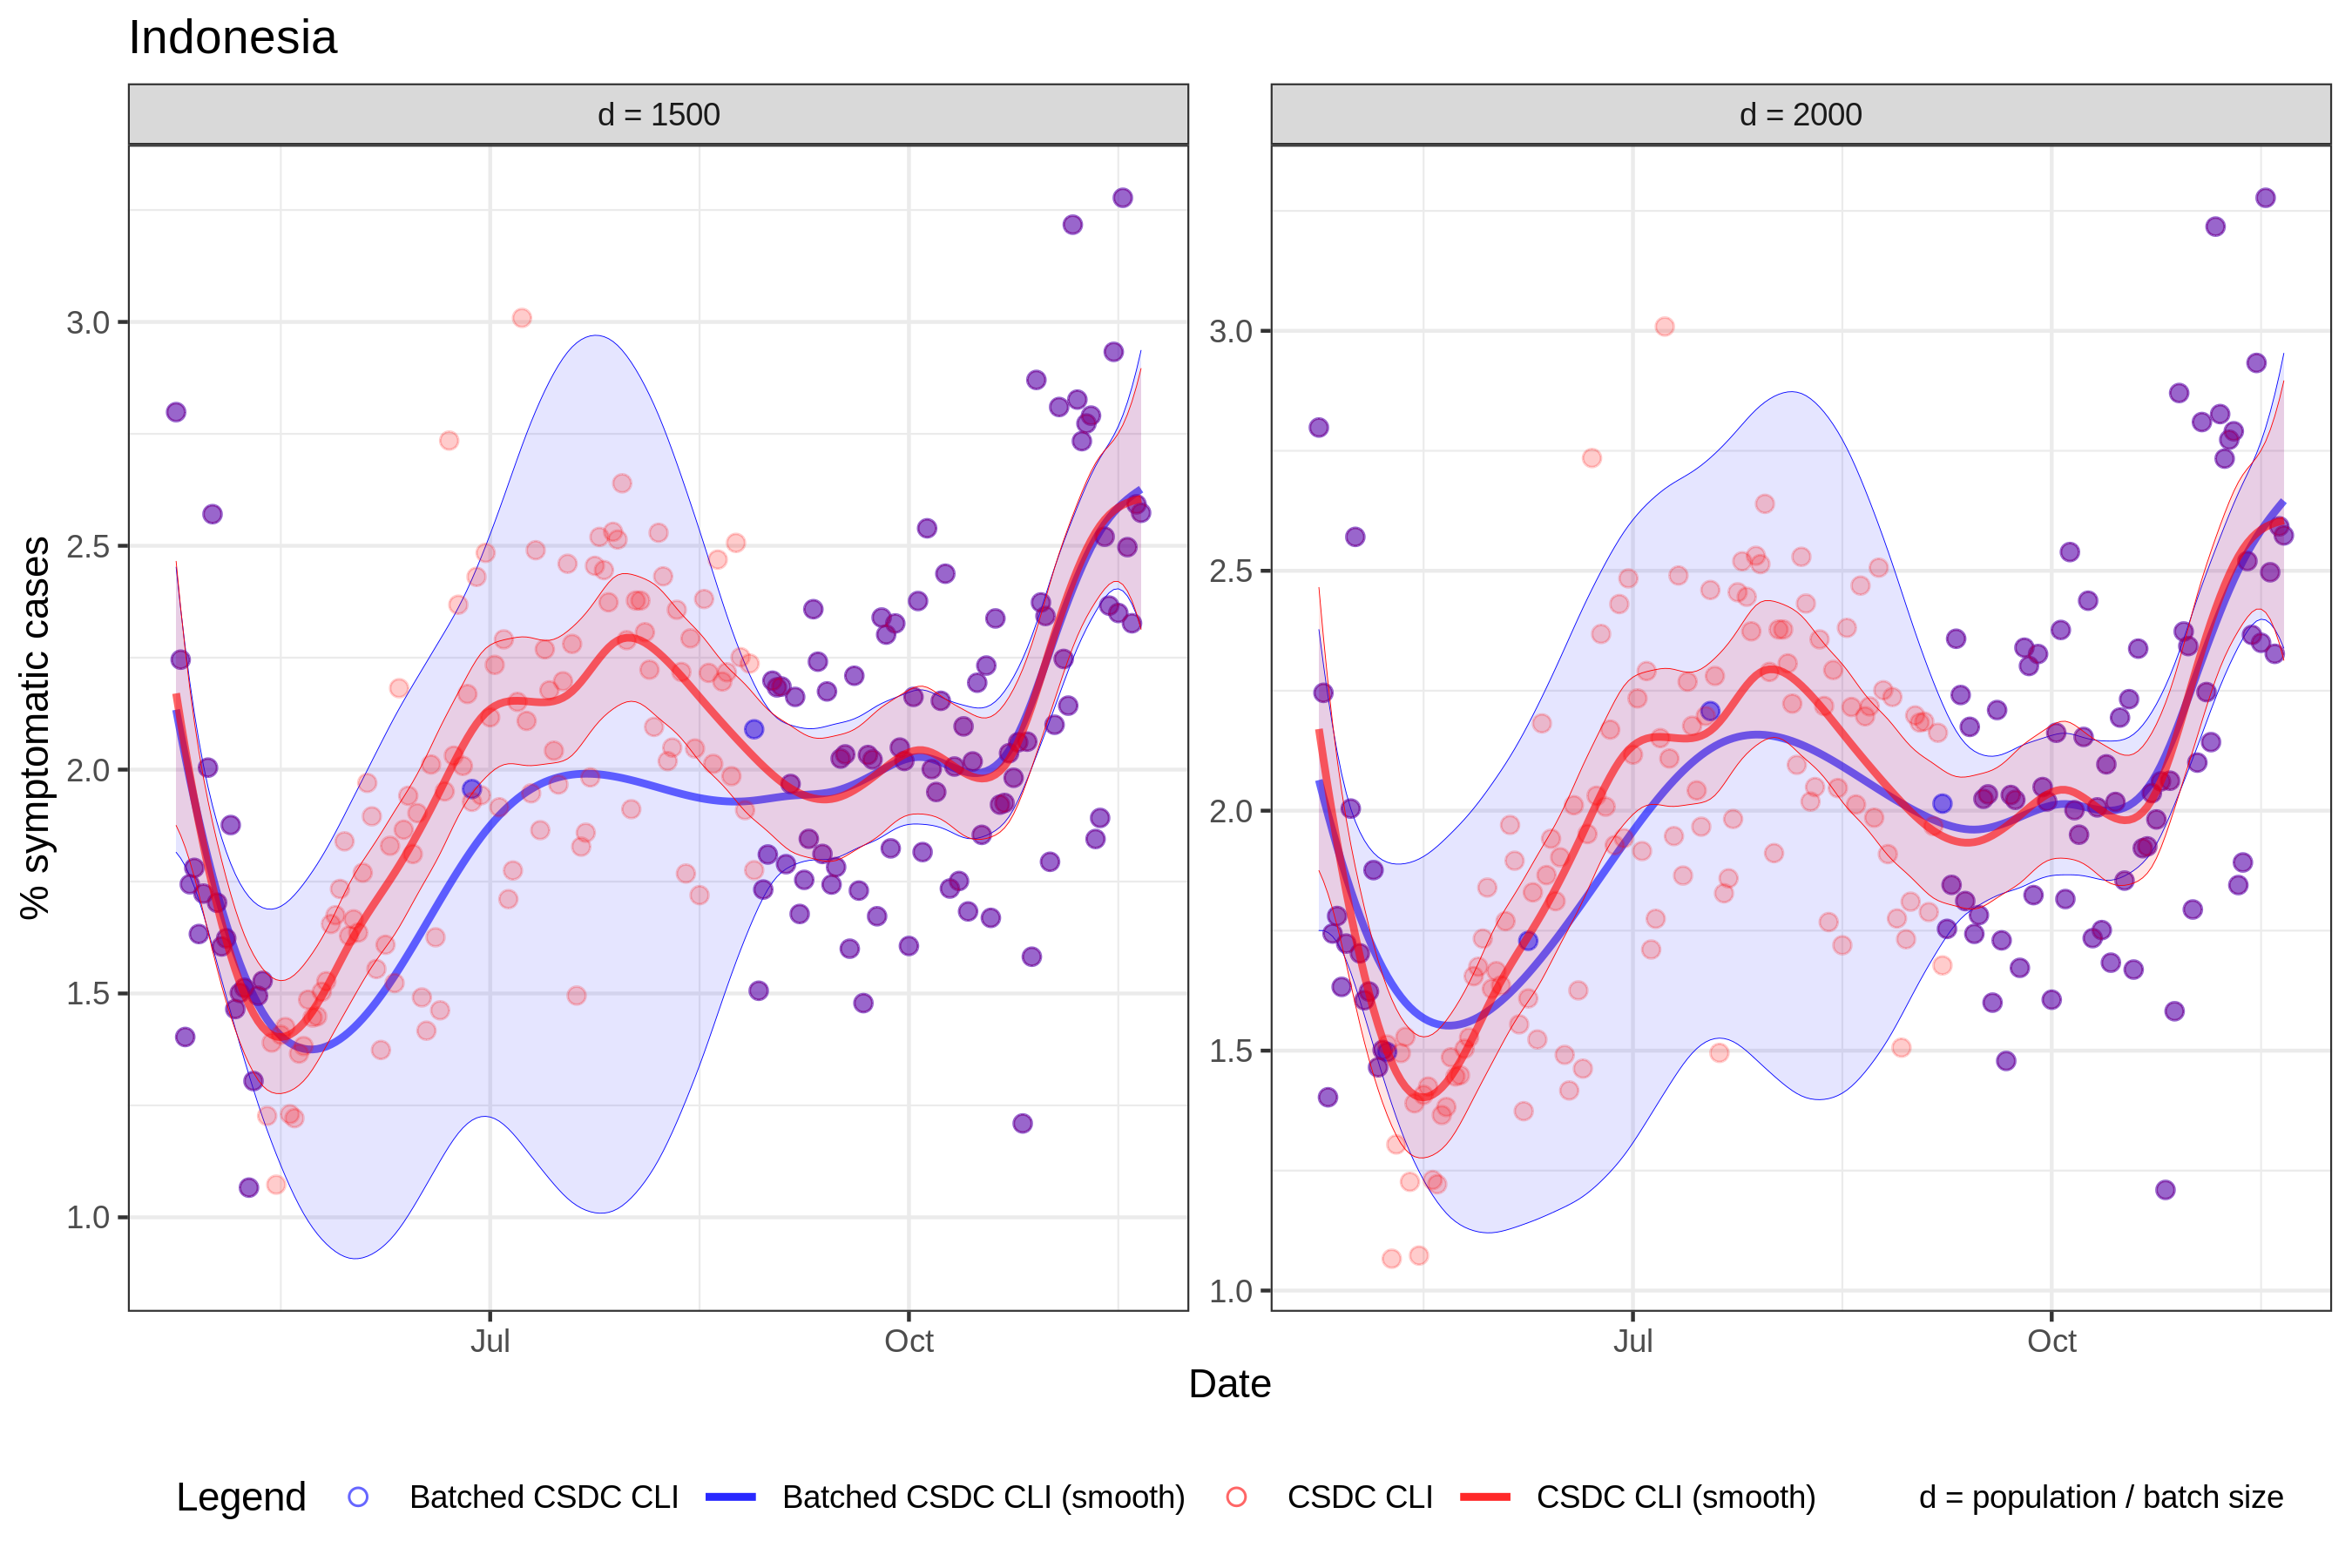 Indonesia
d = 1500
d = 2000
% symptomatic cases
3.0
2.5
2.0
1.5
1.0
3.0
2.5
2.0
1.5
1.0
Jul
Oct
Jul
Oct
Date
Legend
Batched CSDC CLI
Batched CSDC CLI (smooth)
CSDC CLI
CSDC CLI (smooth)
d = population / batch size